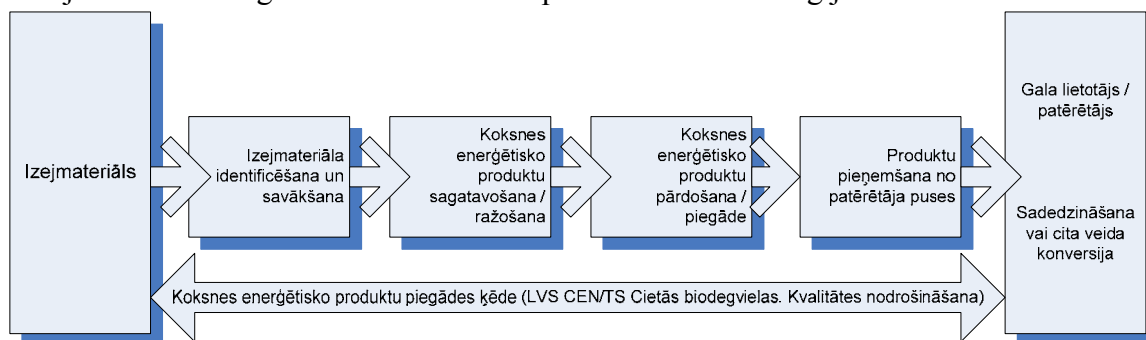 Izejmateriāls
Izejmateriāla
identificēšana un
savākšana
Koksnes
enerģētisko
produktu
sagatavošana /
ražošana
Koksnes
enerģētisko
produktu
pārdošana /
piegāde
Produktu
pieņemšana no
patērētāja puses
Gala lietotājs /
patērētājs
Sadedzināšana
vai cita veida
konversija
Koksnes enerģētisko produktu piegādes ķēde (LVS CEN/TS Cietās biodegvielas. Kvalitātes nodrošināšana)